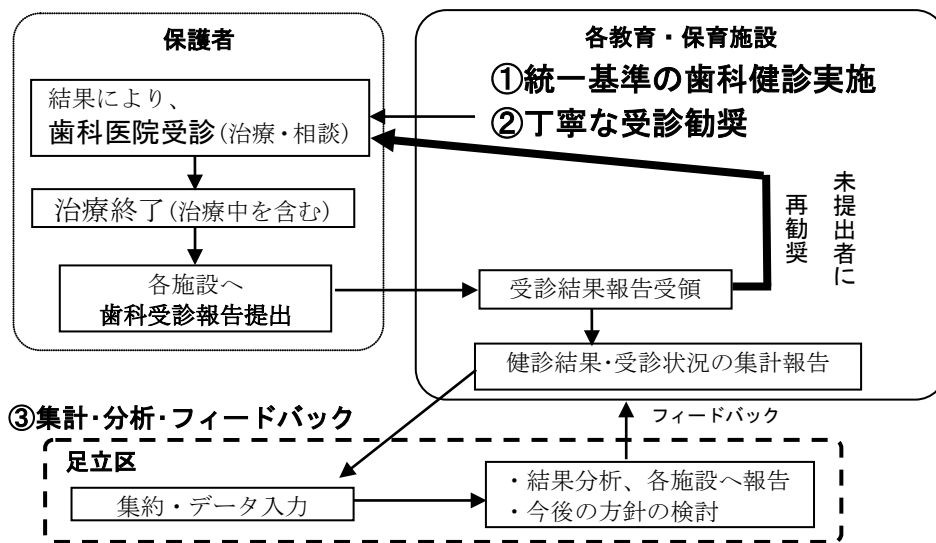 保護者
結果により、
歯科医院受診(治療・相談)
治療終了(治療中を含む)
各施設へ
歯科受診報告提出
各教育・保育施設
①統一基準の歯科健診実施
②丁寧な受診勧奨
未提出者に
再勧奨
受診結果報告受領
健診結果・受診状況の集計報告
③集計・分析・フィードバック
フィードバック
足立区
集約・データ入力
・結果分析、各施設へ報告
・今後の方針の検討